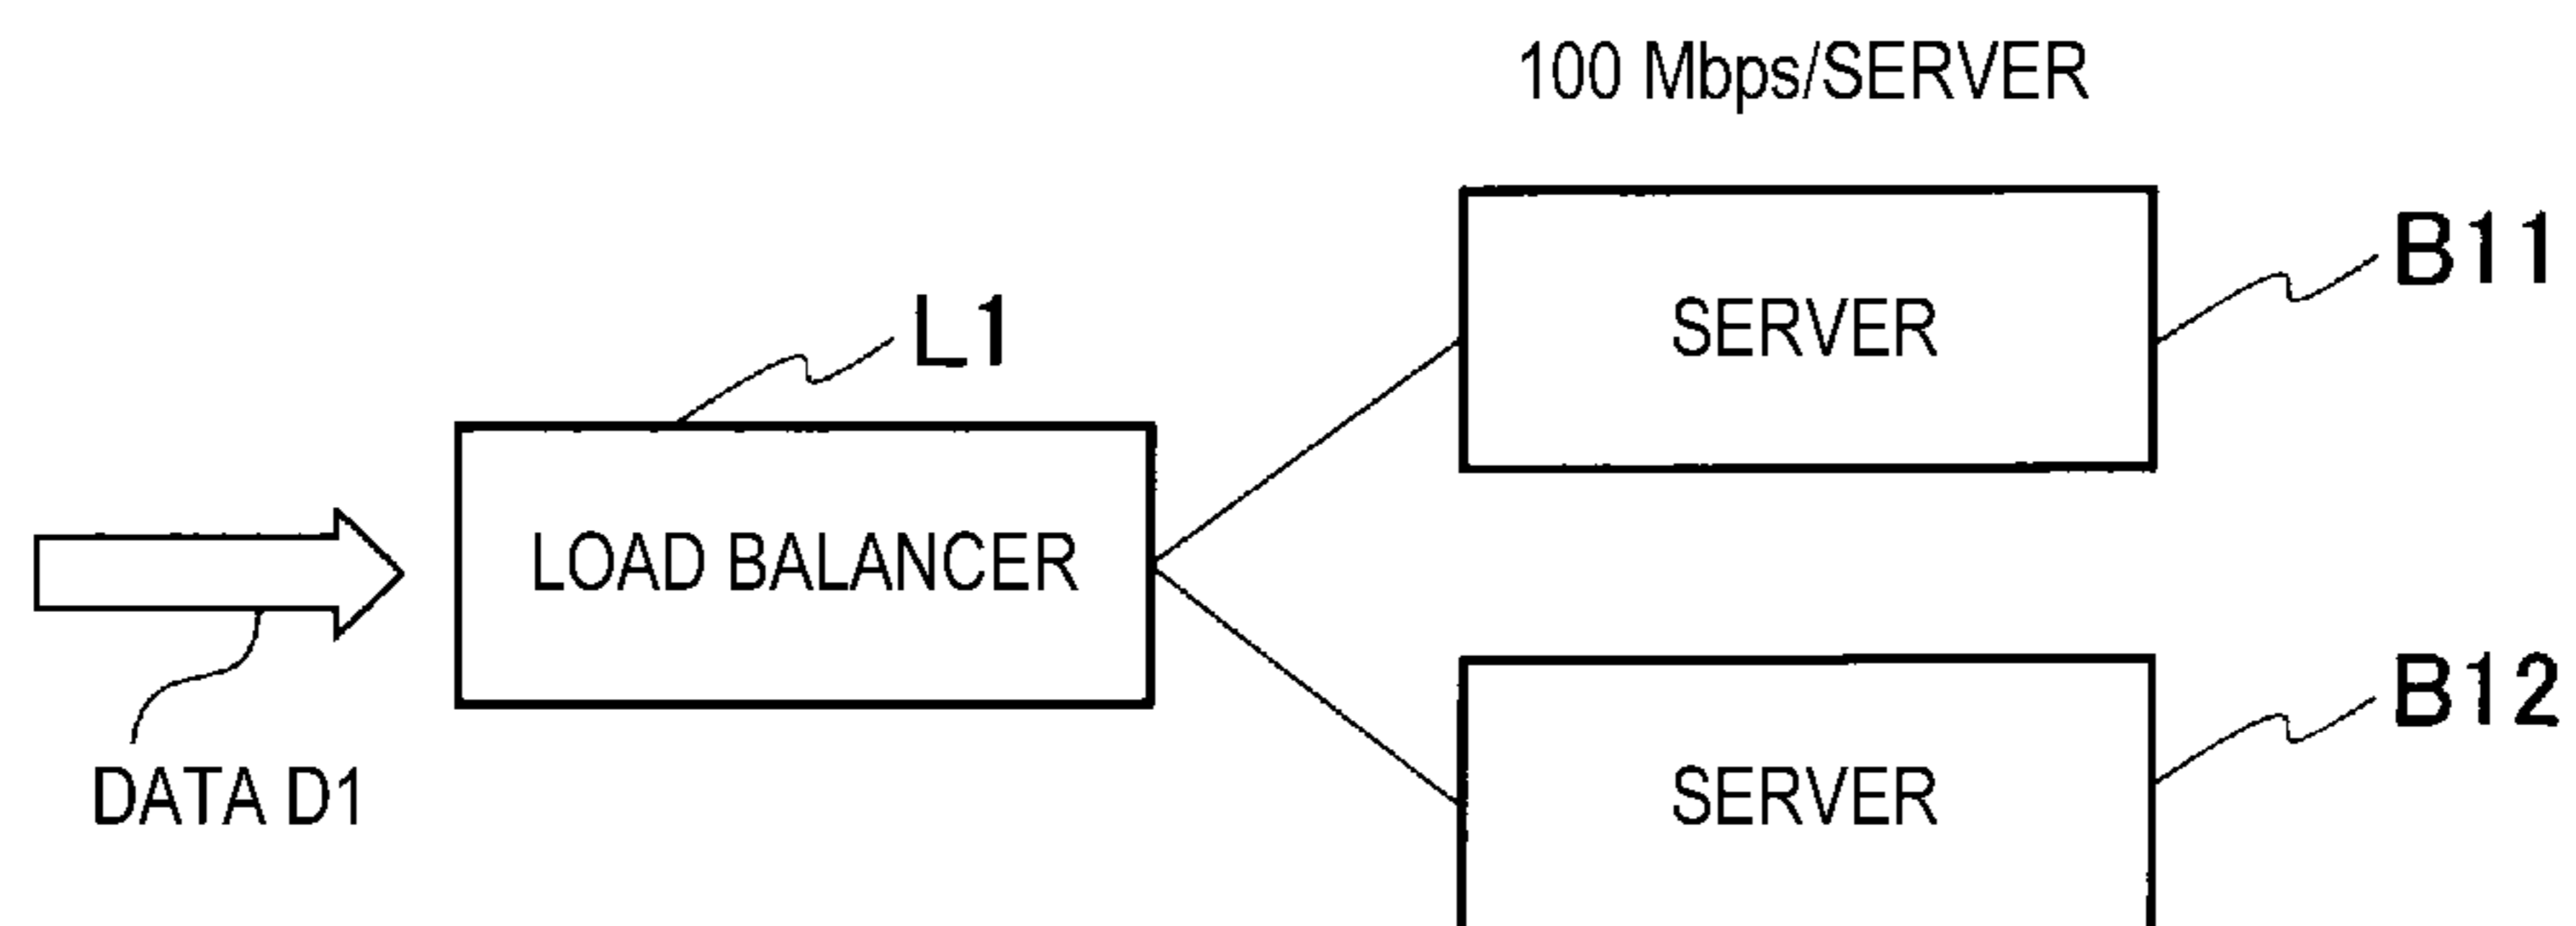 100 Mbps/SERVER
B11
SERVER
L1
LOAD BALANCER
B12
DATA D1
SERVER